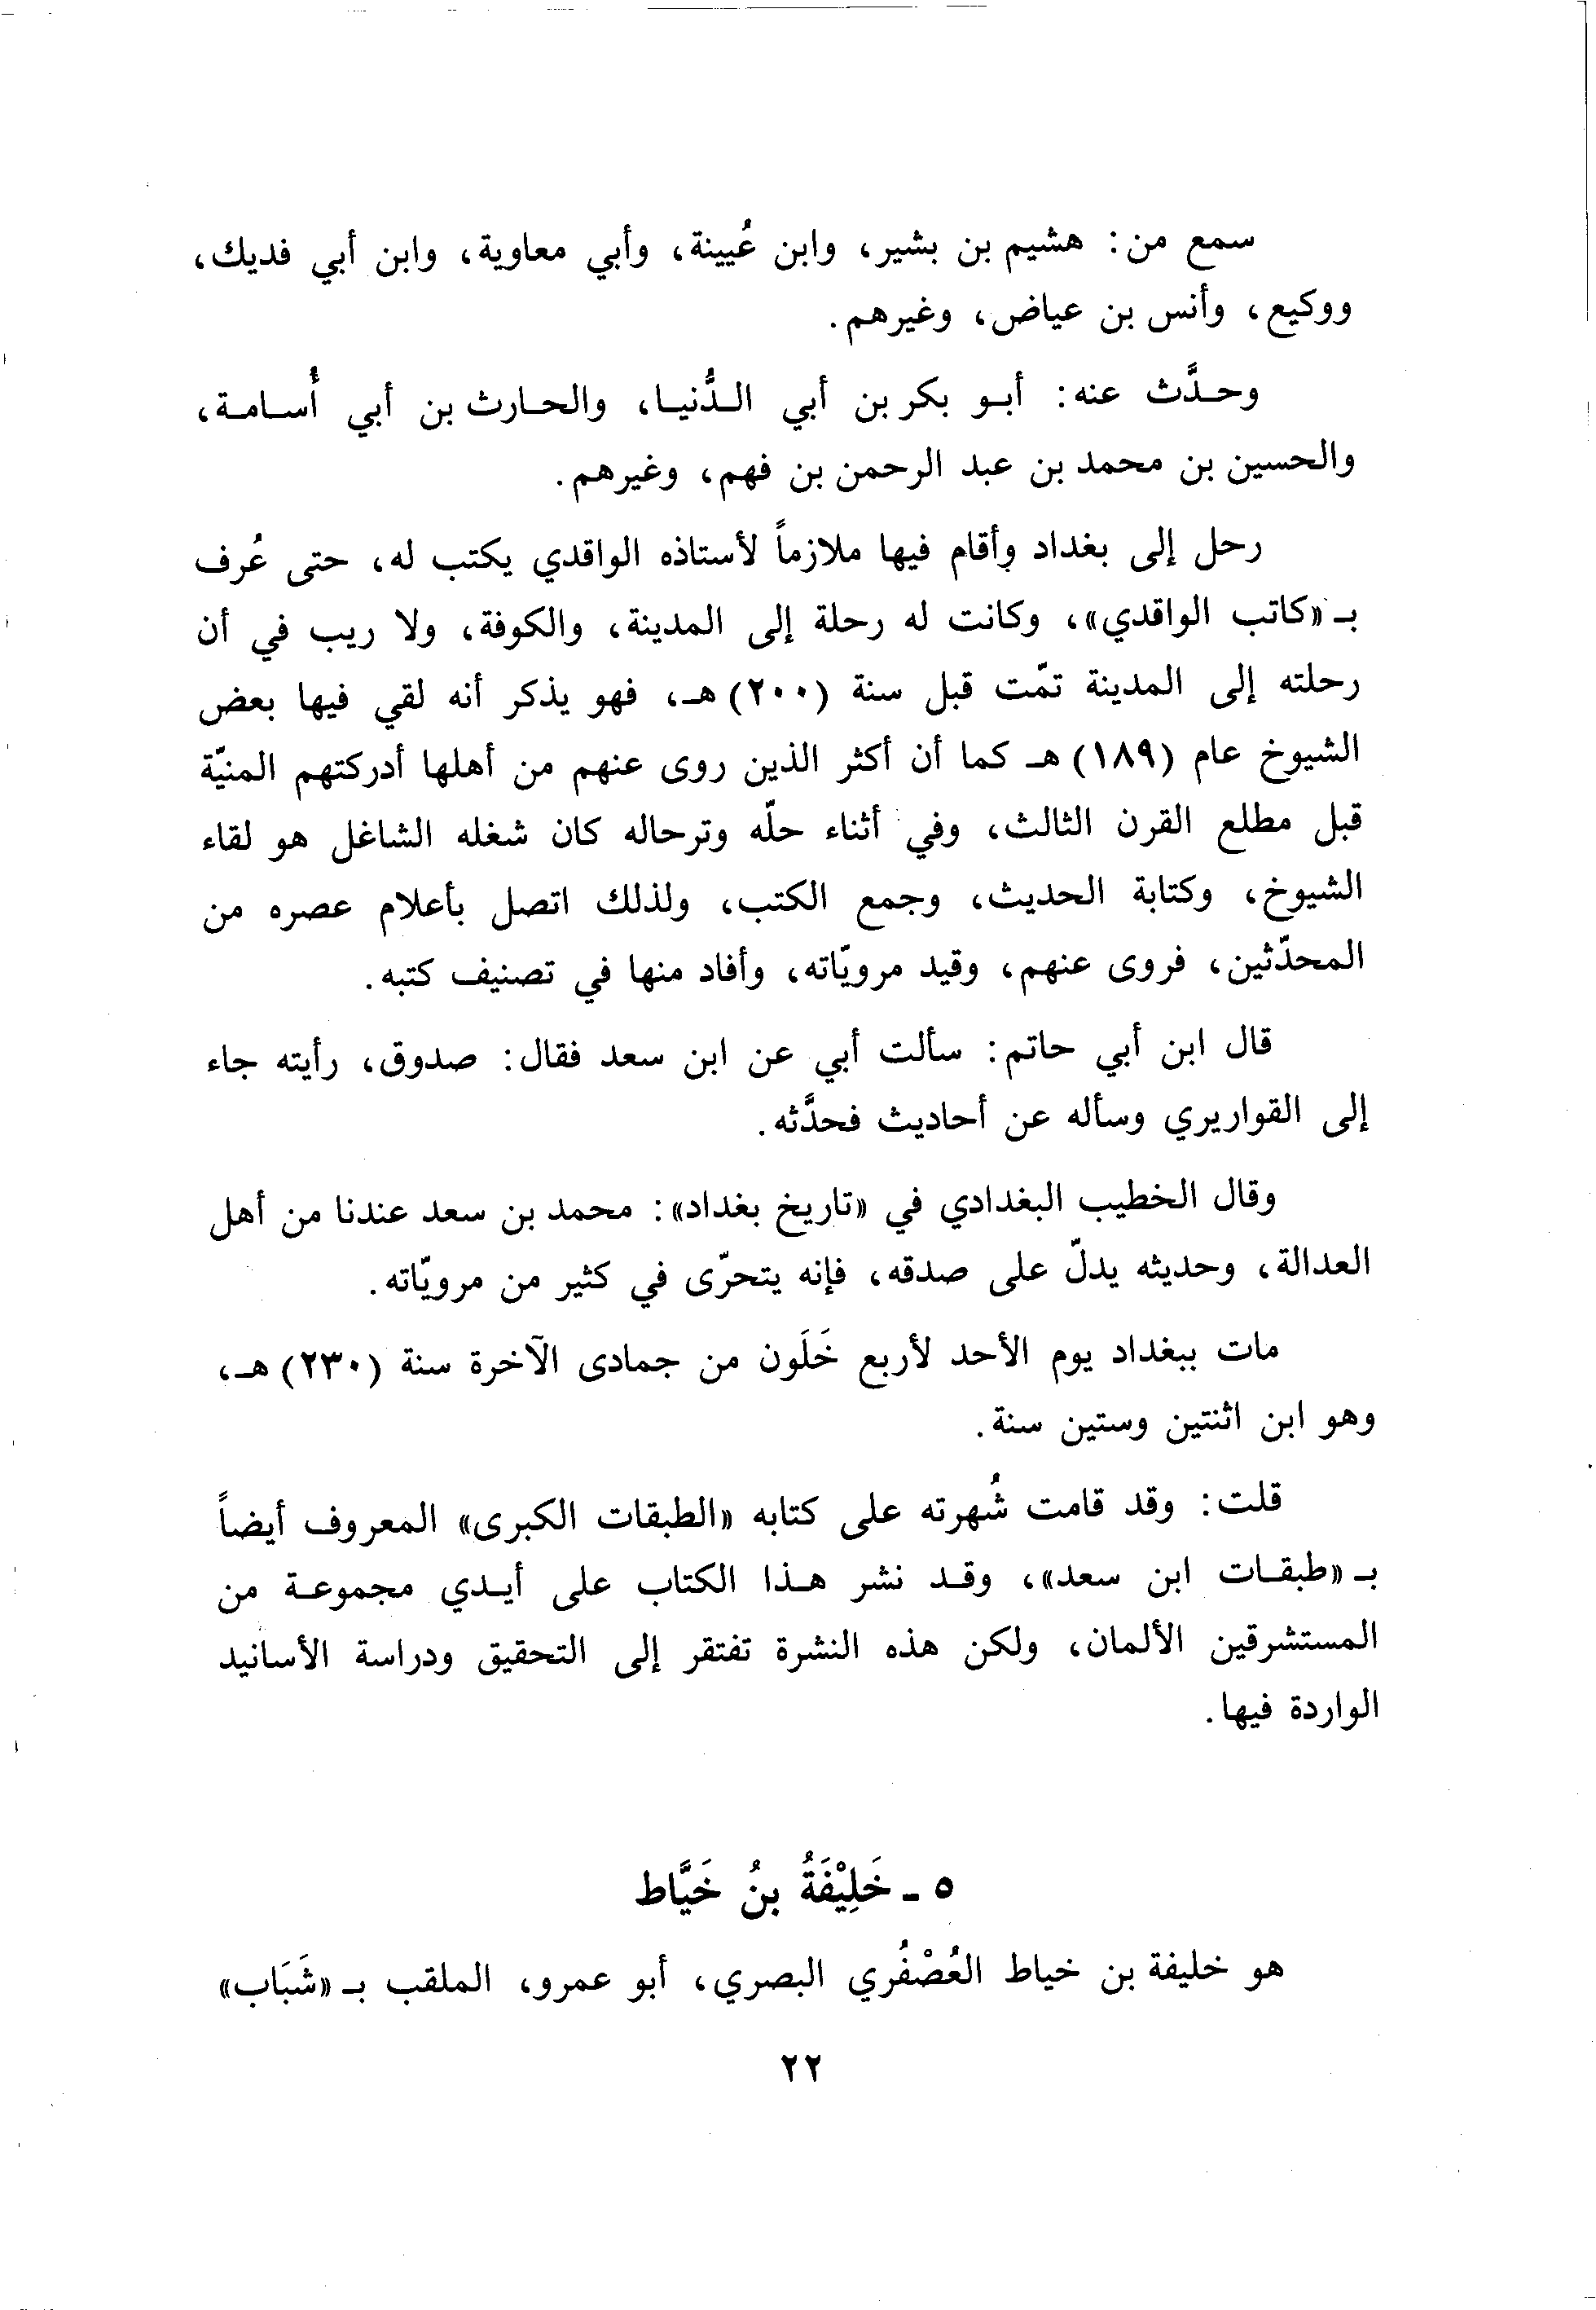 سمع من: هشيم بن بشير، وابن عُيينة، وأبي معاوية، وابن أبي فديك،
ووكيع، وأنس بن عياض، وغيرهم.
وحـدَّث عنه: أبـو بكر بن أبي الـدُّنيـا، والحـارث بن أبي أُسـامـة،
والحسين بن محمد بن عبد الرحمن بن فهم، وغيرهم.
رحل إلى بغداد وأقام فيها ملازماً لأستاذه الواقدي يكتب له، حتى عُرف
بـ «كاتب الواقدي»، وكانت له رحلة إلى المدينة، والكوفة، ولا ريب في أن
رحلته إلى المدينة تمّت قبل سنة (٢٠٠) هـ، فهو يذكر أنه لقي فيها بعض
الشيوخ عام (١٨٩) هـ كما أن أكثر الذين روى عنهم من أهلها أدركتهم المنيّة
قبل مطلع القرن الثالث، وفي أثناء حلّه وترحاله كان شغله الشاغل هو لقاء
الشيوخ، وكتابة الحديث، وجمع الكتب، ولذلك اتصل بأعلام عصره من
المحدّثين، فروى عنهم، وقيد مرويّاته، وأفاد منها في تصنيف كتبه.
قال ابن أبي حاتم: سألت أبي عن ابن سعد فقال: صدوق، رأيته جاء
إلى القواريري وسأله عن أحاديث فحدَّثه.
وقال الخطيب البغدادي في «تاريخ بغداد»: محمد بن سعد عندنا من أهل
العدالة، وحديثه يدلّ على صدقه، فإنه يتحرّى في كثير من مرويّاته.
مات ببغداد يوم الأحد لأربع خَلَون من جمادى الآخرة سنة (٢٣٠) هـ،
وهو ابن اثنتين وستين سنة.
قلت: وقد قامت شُهرته على كتابه «الطبقات الكبرى» المعروف أيضاً
بـ «طبقـات ابن سعد»، وقـد نشر هـذا الكتاب على أيـدي مجموعـة من
المستشرقين الألمان، ولكن هذه النشرة تفتقر إلى التحقيق ودراسة الأسانيد
الواردة فيها.
٥ - خَلِيْفَةُ بنُ خَيَّاط
هو خليفة بن خياط العُصْفُري البصري، أبو عمرو، الملقب بـ «شَبَاب»
٢٢